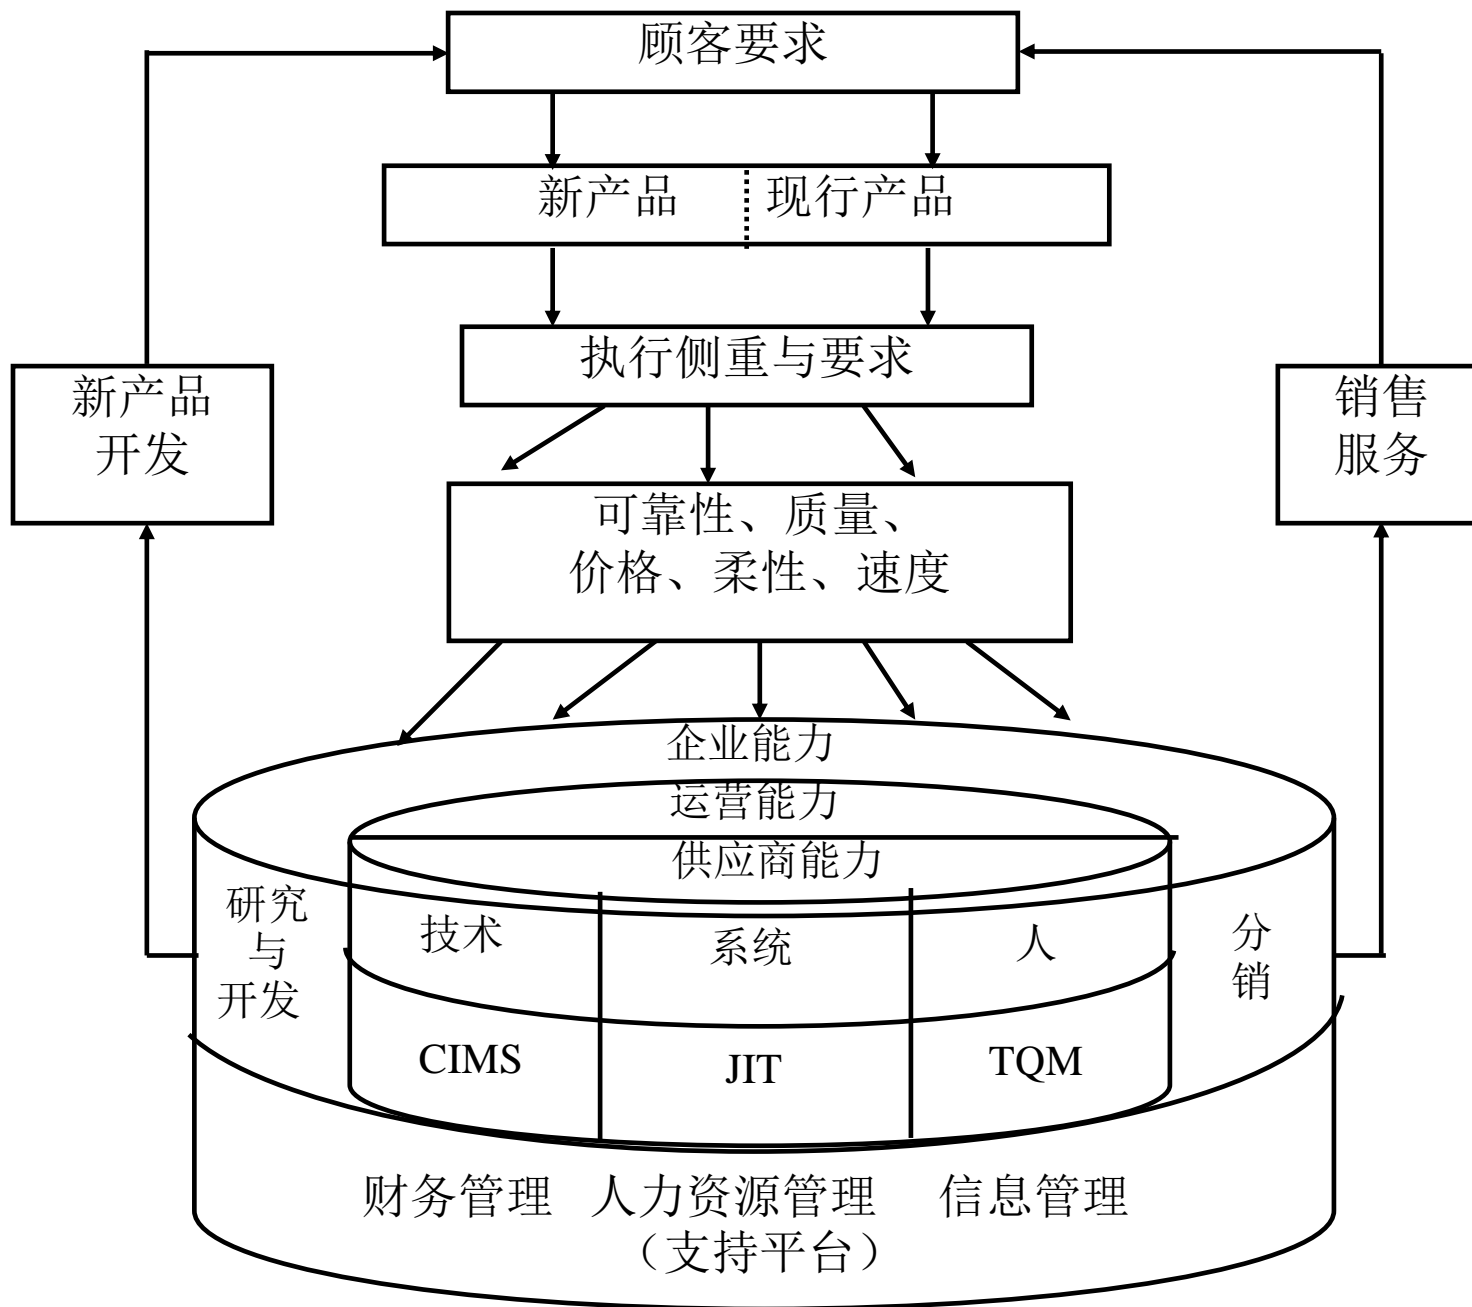 顾客要求
新产品
现行产品
执行侧重与要求
新产品
开发
销售
服务
可靠性、质量、
价格、柔性、速度
企业能力
运营能力
供应商能力
研究
与
开发
技术
系统
人
分
销
CIMS
JIT
TQM
财务管理 人力资源管理 信息管理
（支持平台）